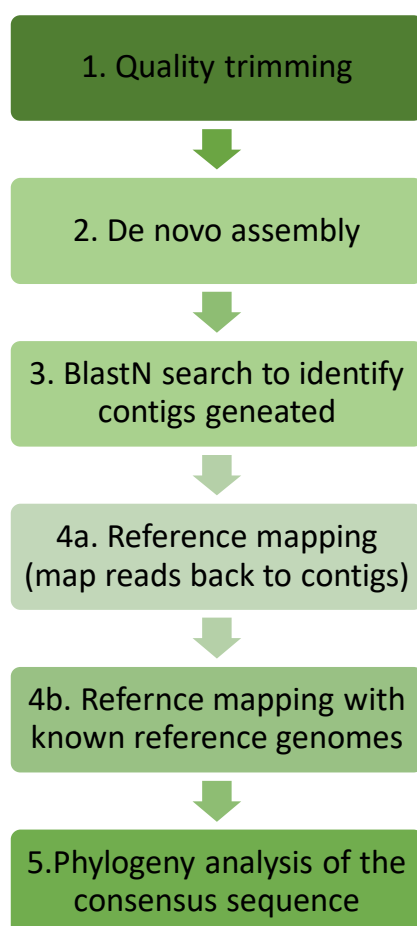 1. Quality trimming
2. De novo assembly
3. BlastN search to identify
contigs geneated
4a. Reference mapping
(map reads back to contigs)
4b. Refernce mapping with
known reference genomes
5.Phylogeny analysis of the
consensus sequence